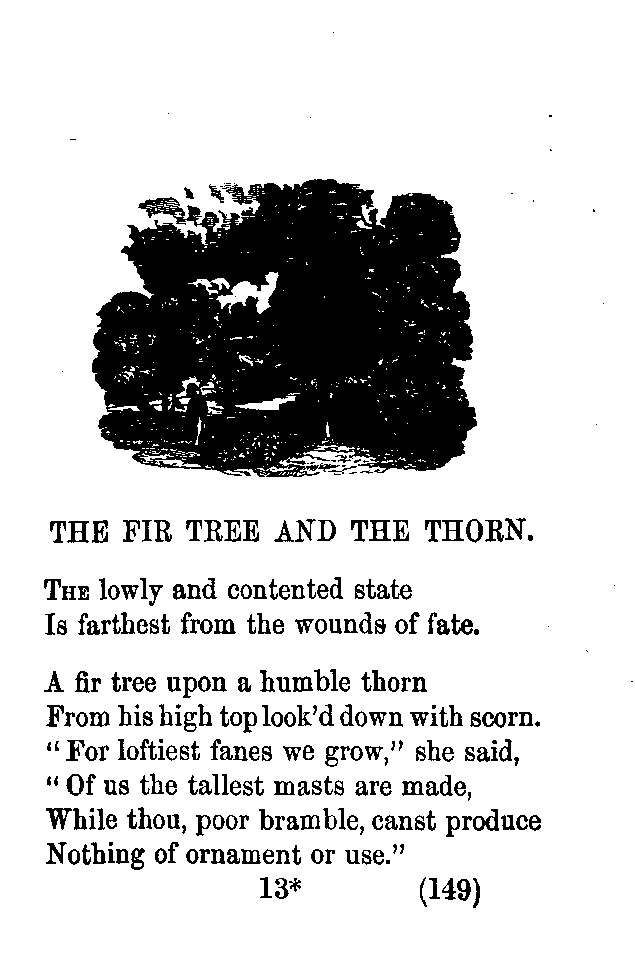 THE FIR TREE AND THE THORN.
THE lowly and contented state
Is farthest from the wounds of fate.
A fir tree upon a humble thorn
From his high top look'd down with scorn.
"For loftiest fanes we grow," she said,
"Of us the tallest masts are made,
While thou, poor bramble, canst produce
Nothing of ornament or use."
13* (149)